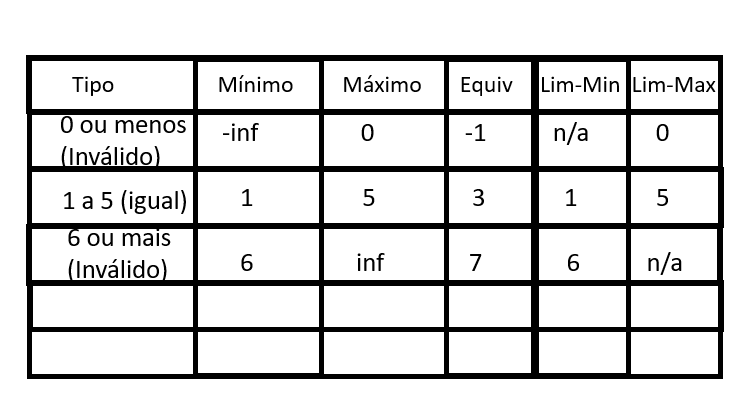 Tipo Mínimo Máximo Equiv Lim-Min Lim-Max
0 ou menos
(Inválido) -inf 0 -1 n/a 0
1 a 5 (igual) 1 5 3 1 5
6 ou mais
(Inválido) 6 inf 7 6 n/a